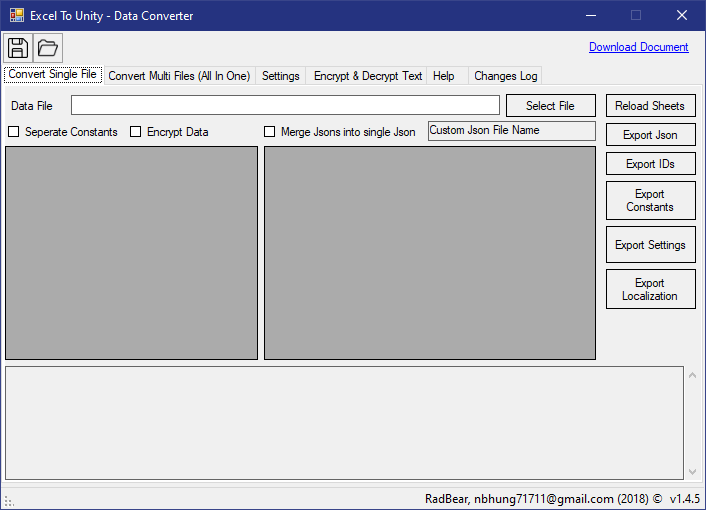 Excel To Unity - Data Converter
Download Document
Convert Single File Convert Multi Files (All In One) Settings Encrypt & Decrypt Text Help Changes Log
Data File Select File Reload Sheets
Seperate Constants Encrypt Data Merge Jsons into single Json Custom Json File Name Export Json
Export IDs
Export
Constants
Export Settings
Export
Localization
RadBear, nbhung71711@gmail.com (2018) © v1.4.5